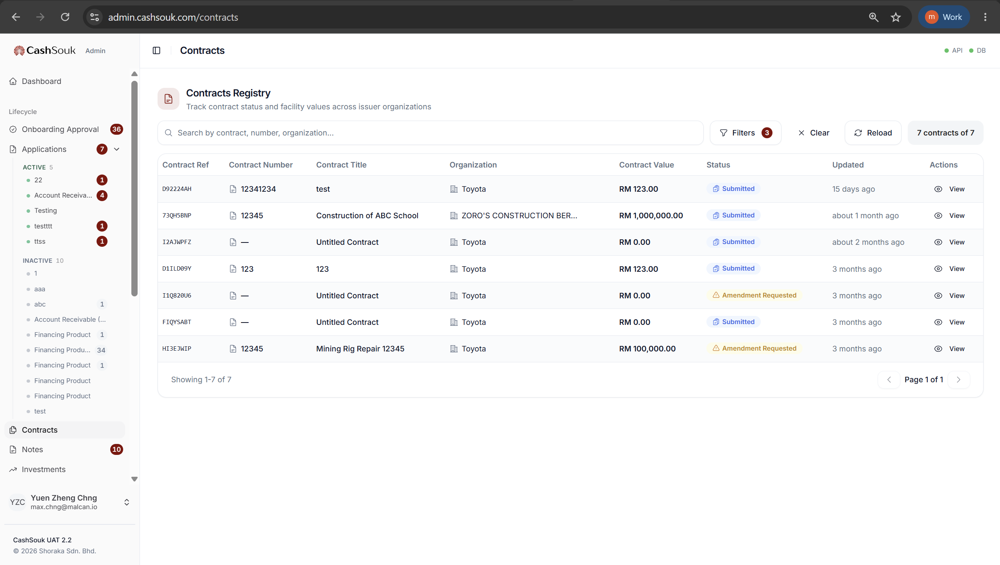 admin.cashsouk.com/contracts
m Work
CashSouk Admin
Contracts
API DB
Dashboard
Lifecycle
Onboarding Approval 36
Applications 7
ACTIVE 5
22 1
Account Receiva... 4
Testing
testttt 1
ttss 1
INACTIVE 10
1
aaa
abc 1
Account Receivable (...
Financing Product 1
Financing Produ... 34
Financing Product 1
Financing Product
Financing Product
test
Contracts
Notes 10
Investments
YZC Yuen Zheng Chng
max.chng@malcan.io
CashSouk UAT 2.2
© 2026 Shoraka Sdn. Bhd.
Contracts Registry
Track contract status and facility values across issuer organizations
Search by contract, number, organization...
Filters 3 Clear Reload 7 contracts of 7
Contract Ref Contract Number Contract Title Organization Contract Value Status Updated Actions
D92224AH 12341234 test Toyota RM 123.00 Submitted 15 days ago View
73QH5BNP 12345 Construction of ABC School ZORO'S CONSTRUCTION BER... RM 1,000,000.00 Submitted about 1 month ago View
I2AJWPFZ — Untitled Contract Toyota RM 0.00 Submitted about 2 months ago View
D1ILD09Y 123 123 Toyota RM 123.00 Submitted 3 months ago View
I1Q820U6 — Untitled Contract Toyota RM 0.00 Amendment Requested 3 months ago View
FIQYSABT — Untitled Contract Toyota RM 0.00 Submitted 3 months ago View
HI3EJWIP 12345 Mining Rig Repair 12345 Toyota RM 100,000.00 Amendment Requested 3 months ago View
Showing 1-7 of 7
Page 1 of 1